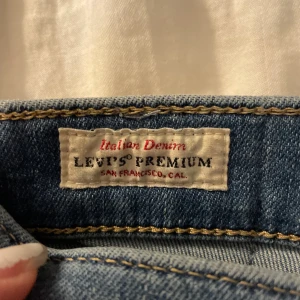 Italian Denim
LEVI'S® PREMIUM
SAN FRANCISCO, CAL.